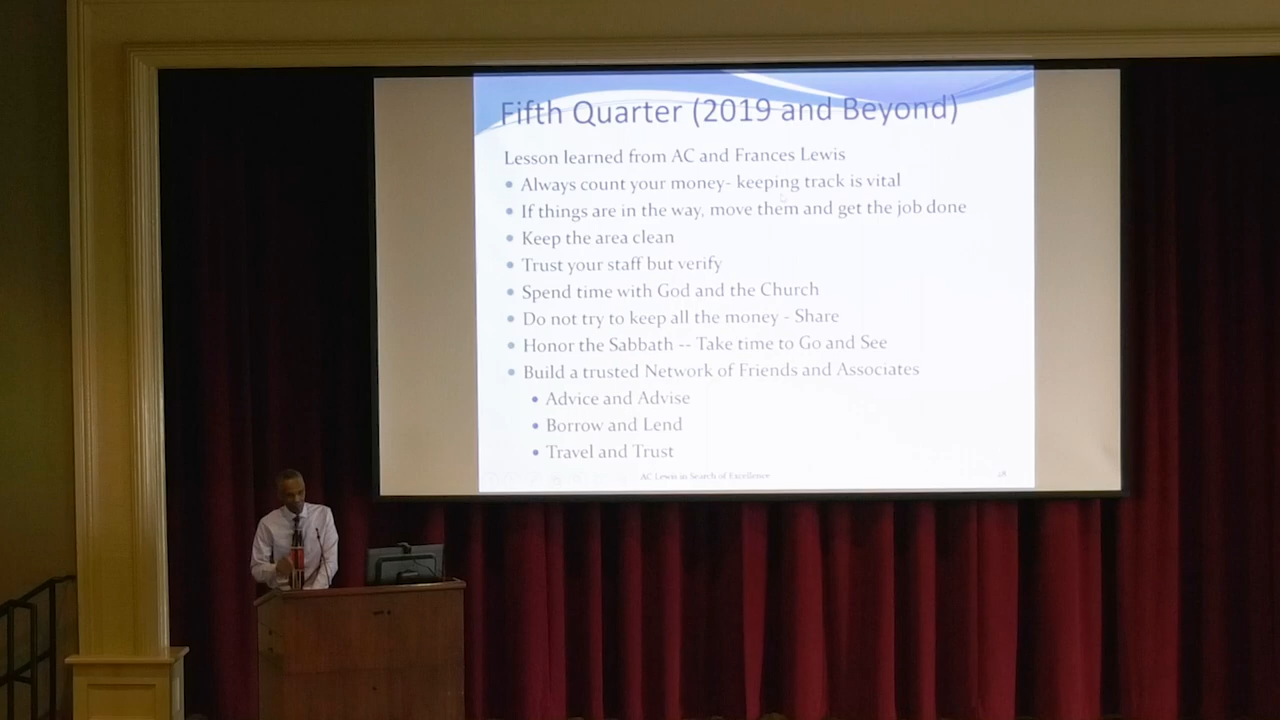 Fifth Quarter (2019 and Beyond)
Lesson learned from AC and Frances Lewis
• Always count your money- keeping track is vital
• If things are in the way, move them and get the job done
• Keep the area clean
• Trust your staff but verify
• Spend time with God and the Church
• Do not try to keep all the money - Share
• Honor the Sabbath -- Take time to Go and See
• Build a trusted Network of Friends and Associates
• Advice and Advise
• Borrow and Lend
• Travel and Trust
AC Lewis in Search of Excellence